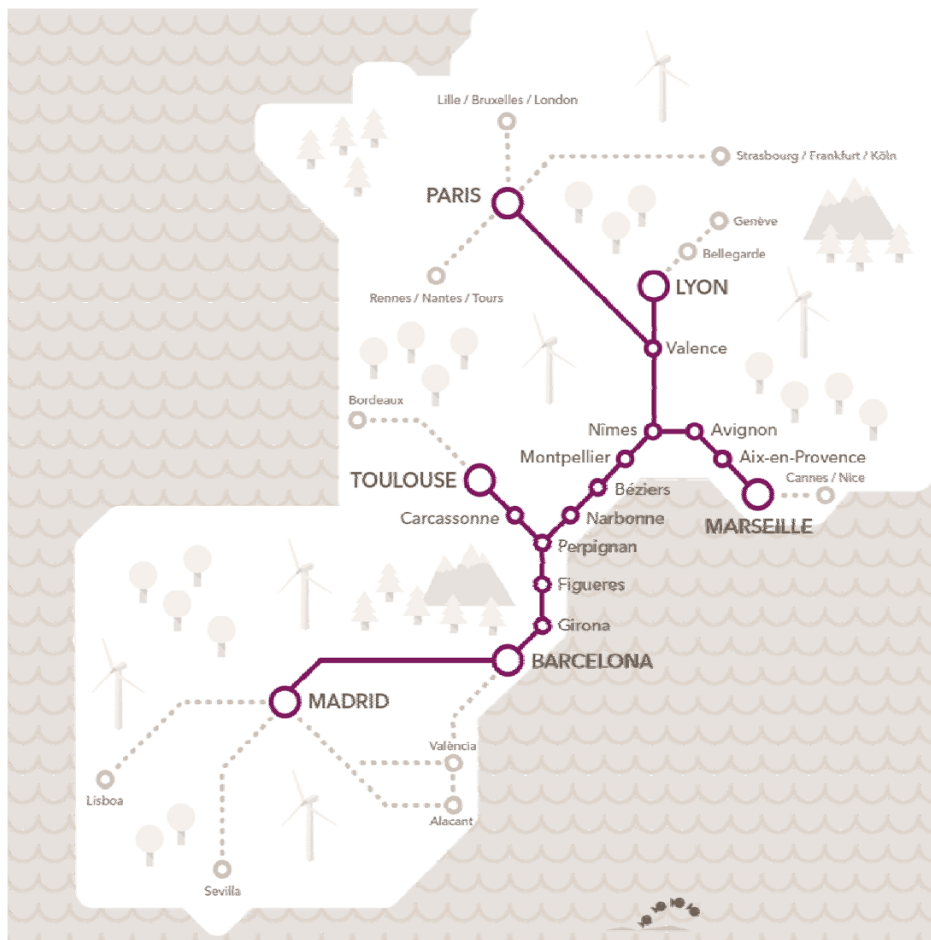 Lille / Bruxelles / London
Strasbourg / Frankfurt / Köln
PARIS
Genève
Bellegarde
LYON
Rennes / Nantes / Tours
Valence
Bordeaux
Nîmes
Avignon
Montpellier
Aix-en-Provence
TOULOUSE
Cannes / Nice
Béziers
Carcassonne
Narbonne
MARSEILLE
Perpignan
Figueres
Girona
BARCELONA
MADRID
València
Lisboa
Alacant
Sevilla